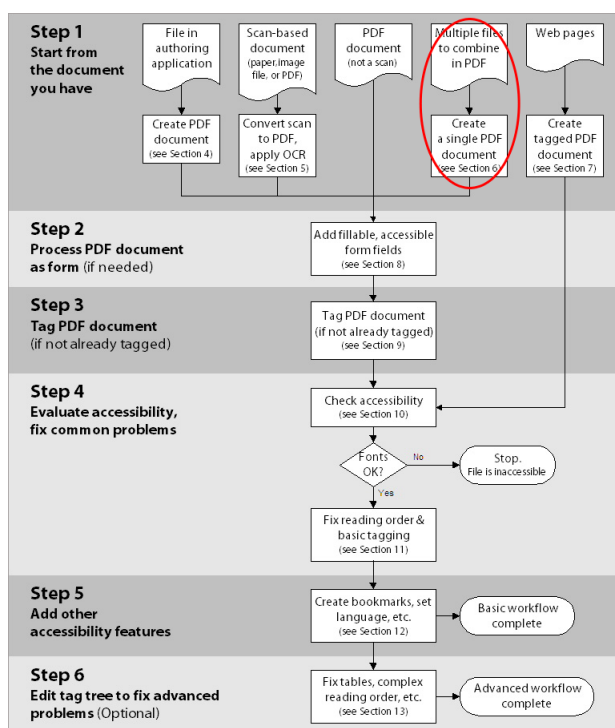 Step 1
Start from
the document
you have
File in
authoring
application
Scan-based
document
(paper,image
file, or PDF)
PDF
document
(not a scan)
Multiple files
to combine
in PDF
Web pages
Create PDF
document
(see Section 4)
Convert scan
to PDF,
apply OCR
(see Section 5)
Create
a single PDF
document
(see Section 6)
Create
tagged PDF
document
(see Section 7)
Step 2
Process PDF document
as form (if needed)
Add fillable, accessible
form fields
(see Section 8)
Step 3
Tag PDF document
(if not already tagged)
Tag PDF document
(if not already tagged)
(see Section 9)
Step 4
Evaluate accessibility,
fix common problems
Check accessibility
(see Section 10)
Fonts
OK?
No
Stop.
File is inaccessible
Yes
Fix reading order &
basic tagging
(see Section 11)
Step 5
Add other
accessibility features
Create bookmarks, set
language, etc.
(see Section 12)
Basic workflow
complete
Step 6
Edit tag tree to fix advanced
problems (Optional)
Fix tables, complex
reading order, etc.
(see Section 13)
Advanced workflow
complete